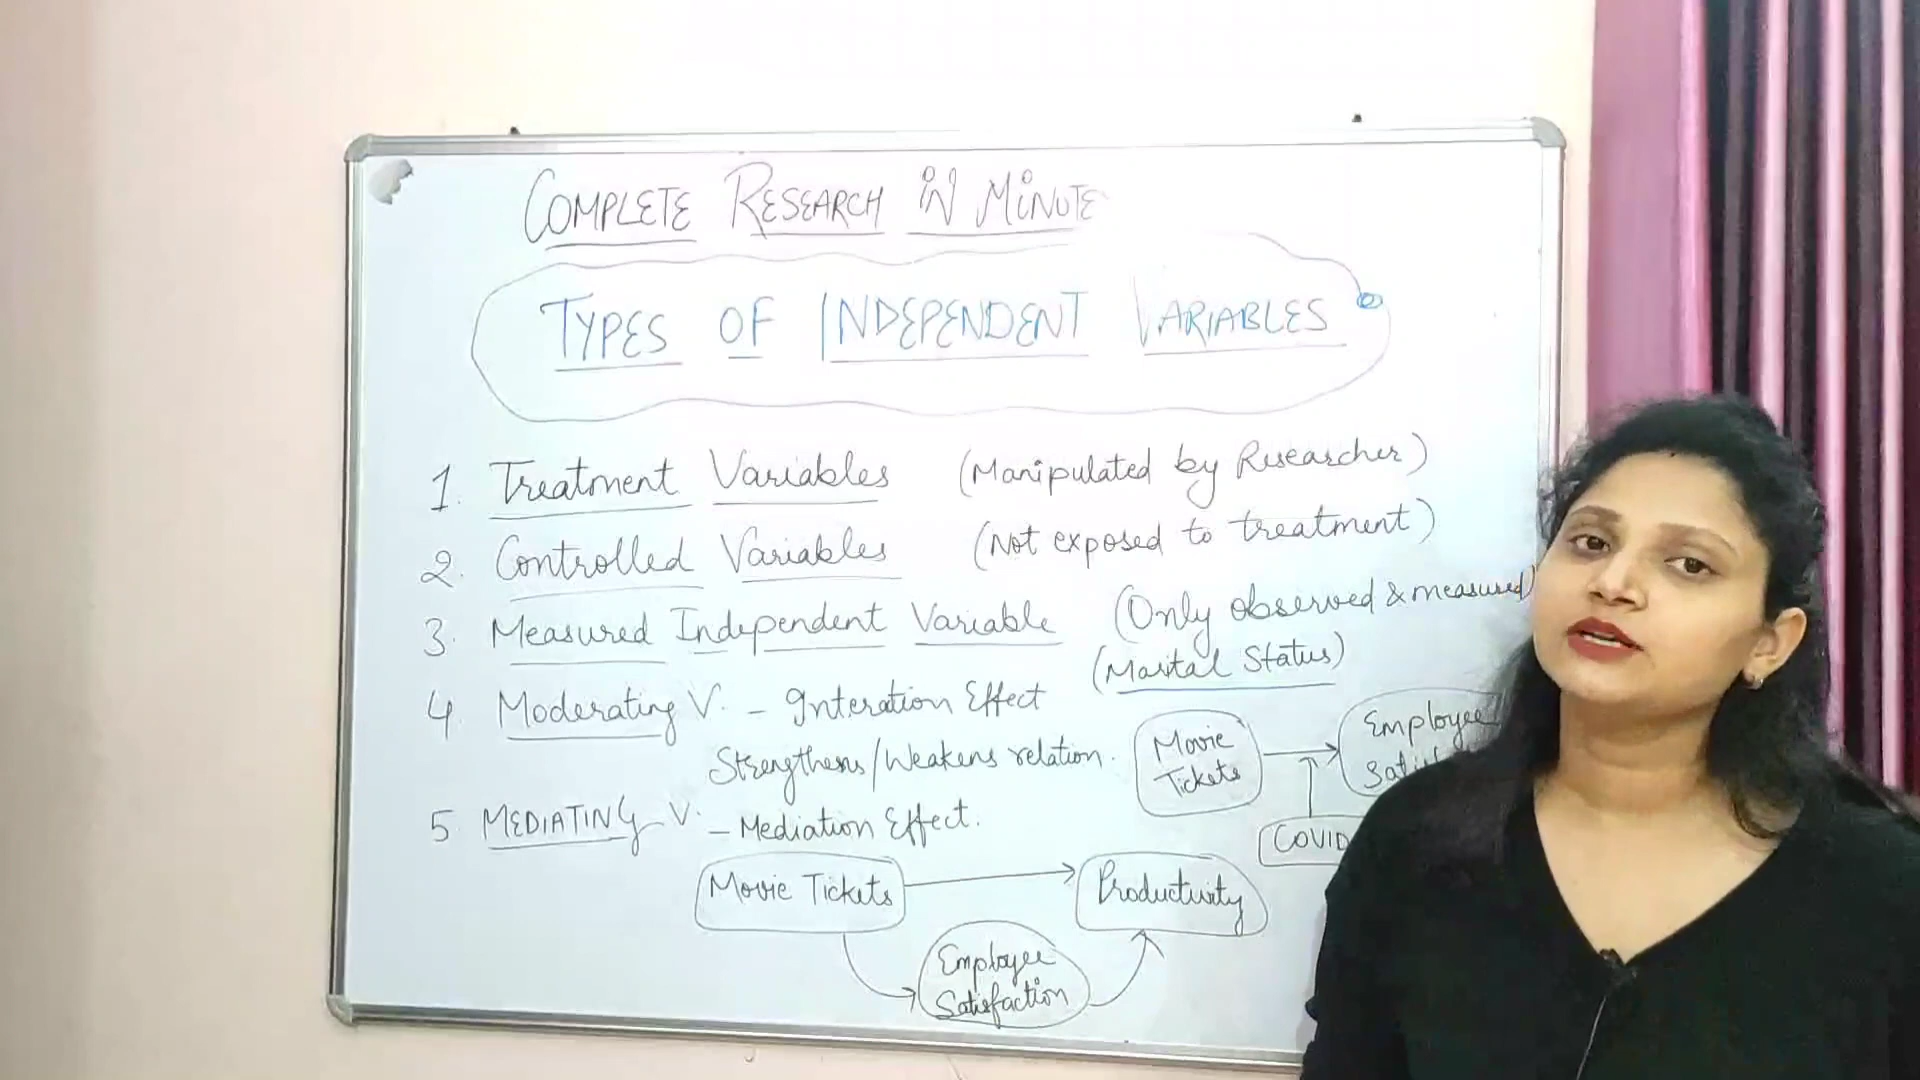 COMPLETE RESEARCH IN MINUTE
TYPES OF INDEPENDENT VARIABLES
1. Treatment Variables (Manipulated by Researcher)
2. Controlled Variables (Not exposed to treatment)
3. Measured Independent Variable (Only observed & measured)
(Marital Status)
4. Moderating V. - Interation Effect
Strengthens/Weakens relation.
Movie
Tickets
Employee
COVID
5 MEDIATING V. - Mediation Effect.
Movie Tickets
Productivity
Employee
Satisfaction